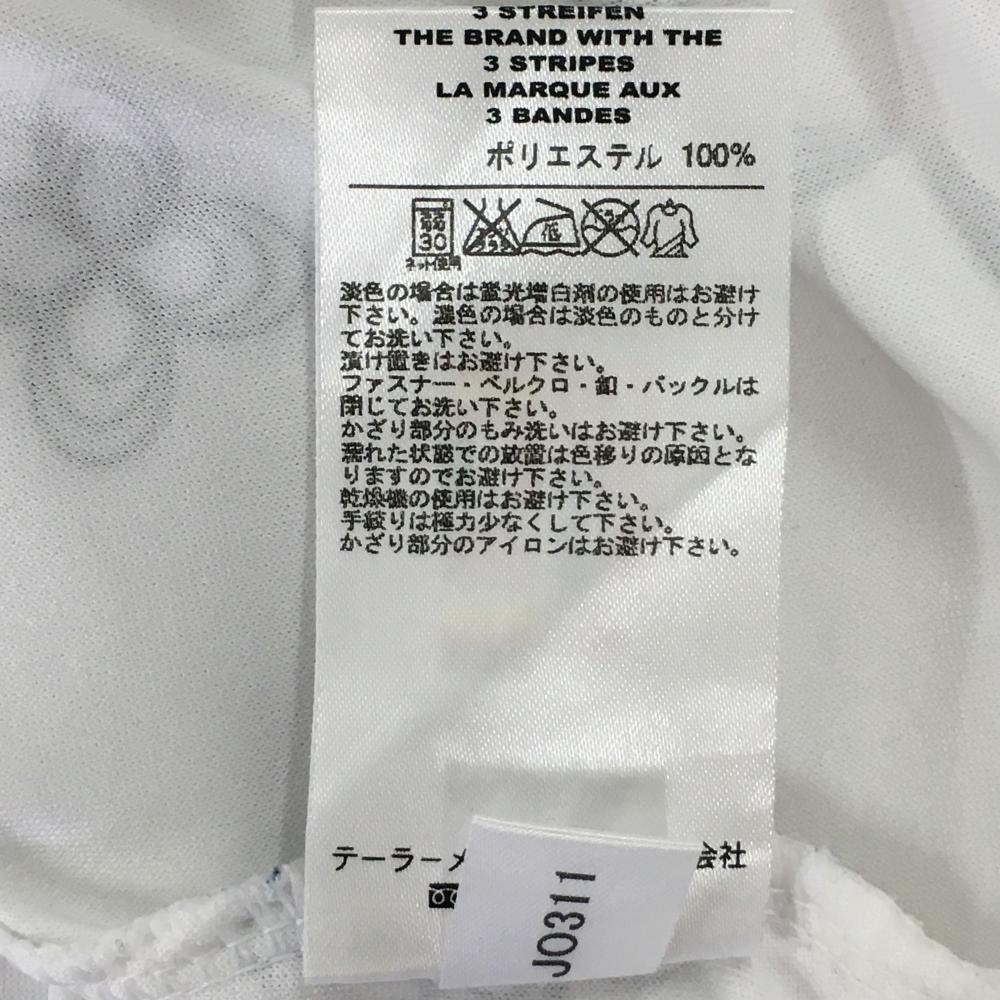 3 STREIFEN
THE BRAND WITH THE
3 STRIPES
LA MARQUE AUX
3 BANDES
ポリエステル 100%
30
ネット使用
低
淡色の場合は螢光増白剤の使用はお避け
下さい。濃色の場合は淡色のものと分け
てお洗い下さい。
漬け置きはお避け下さい。
ファスナー・ベルクロ・釦・バックルは
閉じてお洗い下さい。
かざり部分のもみ洗いはお避け下さい。
濡れた状態での放置は色移りの原因とな
りますのでお避け下さい。
乾燥機の使用はお避け下さい。
手絞りは極力少なくして下さい。
かざり部分のアイロンはお避け下さい。
テーラーメ 会社
JO311